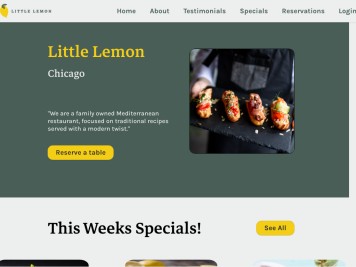 LITTLE LEMON
Home About Testimonials Specials Reservations Login
Little Lemon
Chicago
"We are a family owned Mediterranean
restaurant, focused on traditional recipes
served with a modern twist."
Reserve a table
This Weeks Specials!
See All